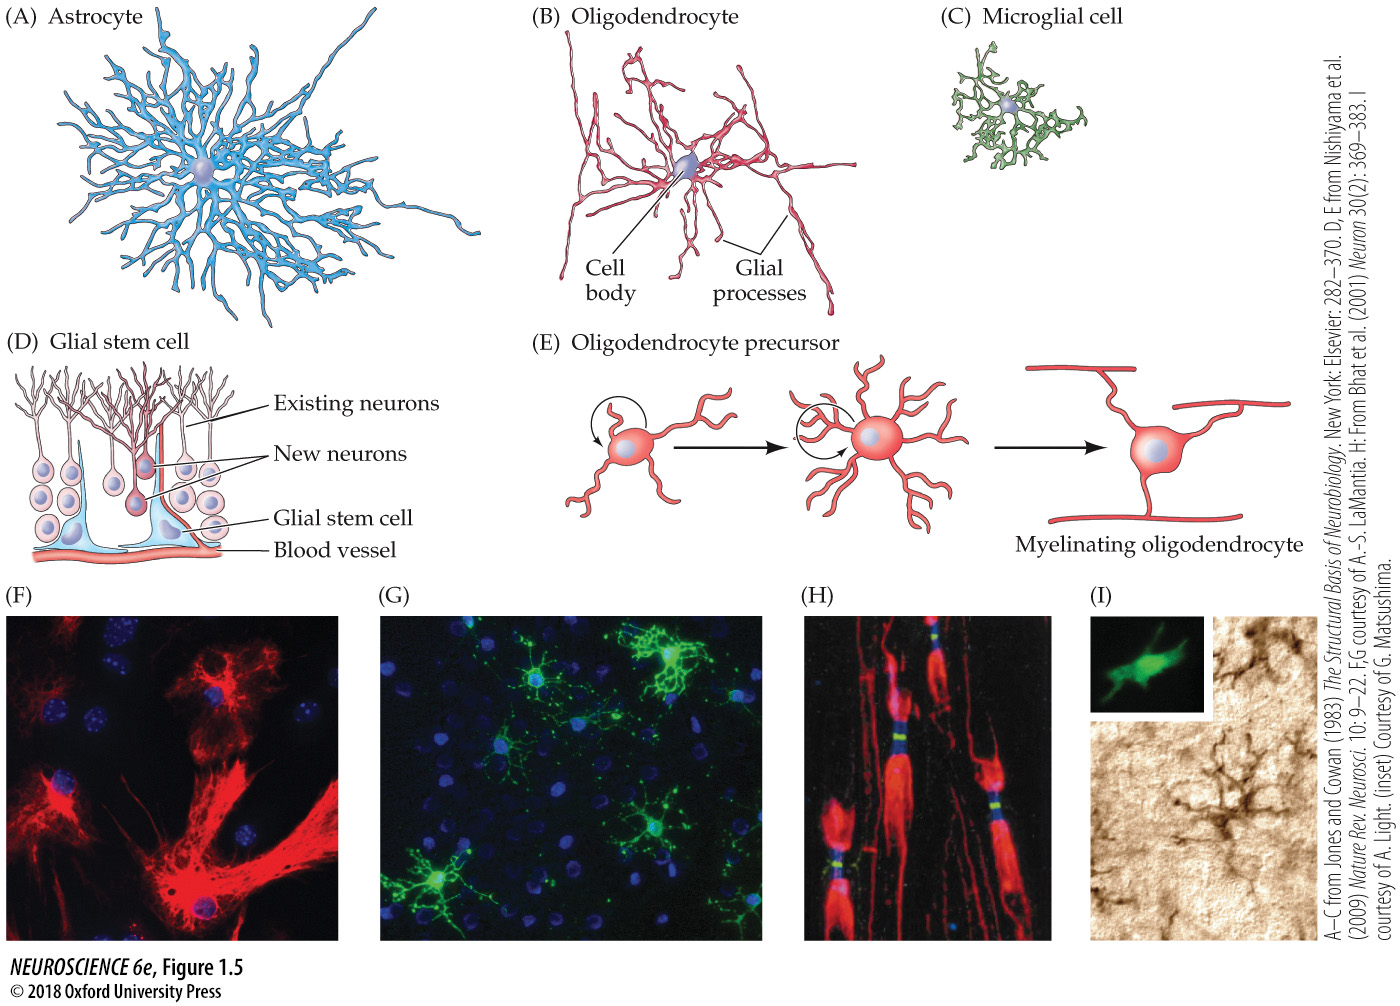 (A) Astrocyte
(B) Oligodendrocyte
(C) Microglial cell
Cell
body
Glial
processes
(D) Glial stem cell
Existing neurons
New neurons
Glial stem cell
Blood vessel
(E) Oligodendrocyte precursor
Myelinating oligodendrocyte
(F)
(G)
(H)
(I)
A–C from Jones and Cowan (1983) The Structural Basis of Neurobiology. New York: Elsevier: 282–370. D, E from Nishiyama et al.
(2009) Nature Rev. Neurosci. 10: 9–22. F,G courtesy of A.-S. LaMantia. H: From Bhat et al. (2001) Neuron 30(2): 369–383. I
courtesy of A. Light. (inset) Courtesy of G. Matsushima.
NEUROSCIENCE 6e, Figure 1.5
© 2018 Oxford University Press